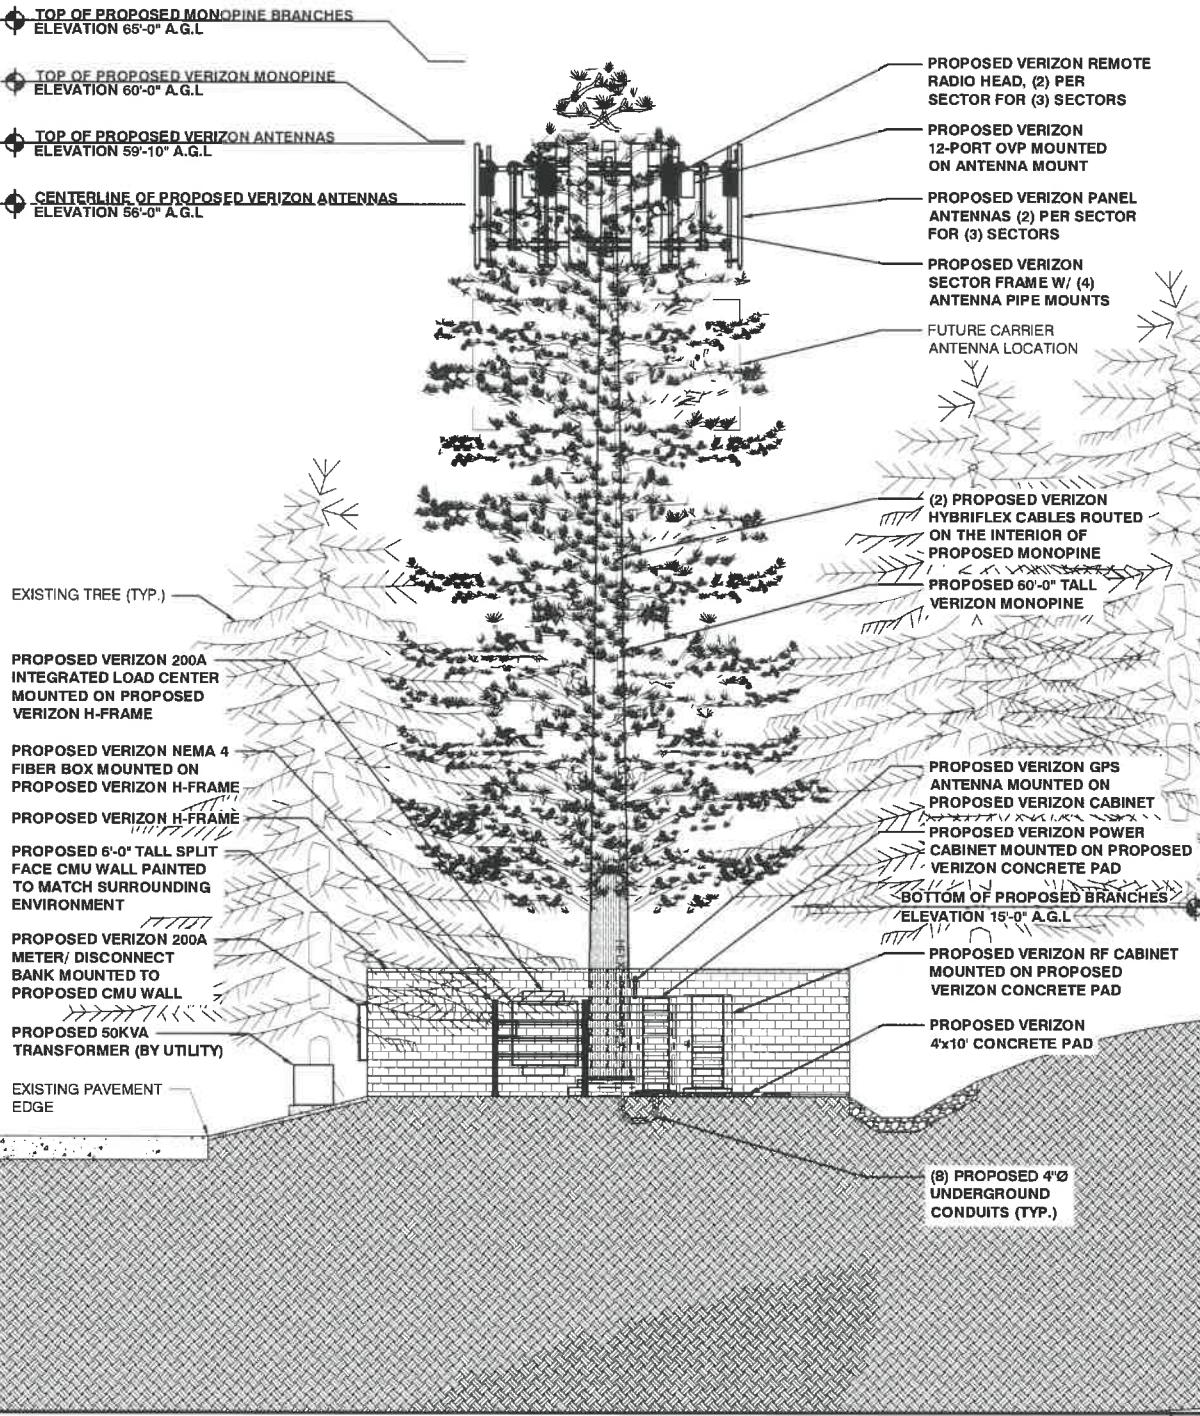 TOP OF PROPOSED MONOPINE BRANCHES
ELEVATION 65'-0" A.G.L
TOP OF PROPOSED VERIZON MONOPINE
ELEVATION 60'-0" A.G.L
TOP OF PROPOSED VERIZON ANTENNAS
ELEVATION 59'-10" A.G.L
CENTERLINE OF PROPOSED VERIZON ANTENNAS
ELEVATION 56'-0" A.G.L
EXISTING TREE (TYP.)
PROPOSED VERIZON 200A
INTEGRATED LOAD CENTER
MOUNTED ON PROPOSED
VERIZON H-FRAME
PROPOSED VERIZON NEMA 4
FIBER BOX MOUNTED ON
PROPOSED VERIZON H-FRAME
PROPOSED VERIZON H-FRAME
PROPOSED 6'-0" TALL SPLIT
FACE CMU WALL PAINTED
TO MATCH SURROUNDING
ENVIRONMENT
PROPOSED VERIZON 200A
METER/ DISCONNECT
BANK MOUNTED TO
PROPOSED CMU WALL
PROPOSED 50KVA
TRANSFORMER (BY UTILITY)
EXISTING PAVEMENT
EDGE
PROPOSED VERIZON REMOTE
RADIO HEAD, (2) PER
SECTOR FOR (3) SECTORS
PROPOSED VERIZON
12-PORT OVP MOUNTED
ON ANTENNA MOUNT
PROPOSED VERIZON PANEL
ANTENNAS (2) PER SECTOR
FOR (3) SECTORS
PROPOSED VERIZON
SECTOR FRAME W/ (4)
ANTENNA PIPE MOUNTS
FUTURE CARRIER
ANTENNA LOCATION
(2) PROPOSED VERIZON
HYBRIFLEX CABLES ROUTED
ON THE INTERIOR OF
PROPOSED MONOPINE
PROPOSED 60'-0" TALL
VERIZON MONOPINE
PROPOSED VERIZON GPS
ANTENNA MOUNTED ON
PROPOSED VERIZON CABINET
PROPOSED VERIZON POWER
CABINET MOUNTED ON PROPOSED
VERIZON CONCRETE PAD
BOTTOM OF PROPOSED BRANCHES
ELEVATION 15'-0" A.G.L
PROPOSED VERIZON RF CABINET
MOUNTED ON PROPOSED
VERIZON CONCRETE PAD
PROPOSED VERIZON
4'x10' CONCRETE PAD
(8) PROPOSED 4"Ø
UNDERGROUND
CONDUITS (TYP.)